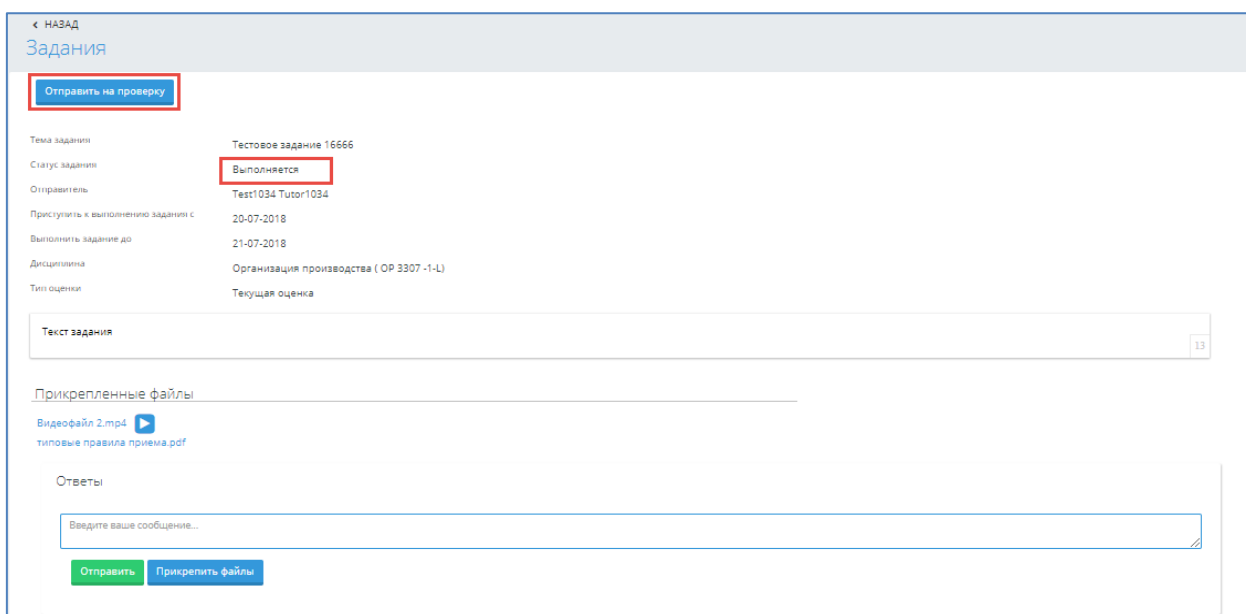 НАЗАД
Задания
Отправить на проверку
Тема задания Тестовое задание 16666
Статус задания Выполняется
Отправитель Test1034 Tutor1034
Приступить к выполнению задания с 20-07-2018
Выполнить задание до 21-07-2018
Дисциплина Организация производства ( OP 3307 -1-L)
Тип оценки Текущая оценка
Текст задания
13
Прикрепленные файлы
Видеофайл 2.mp4
типовые правила приема.pdf
Ответы
Введите ваше сообщение...
Отправить Прикрепить файлы